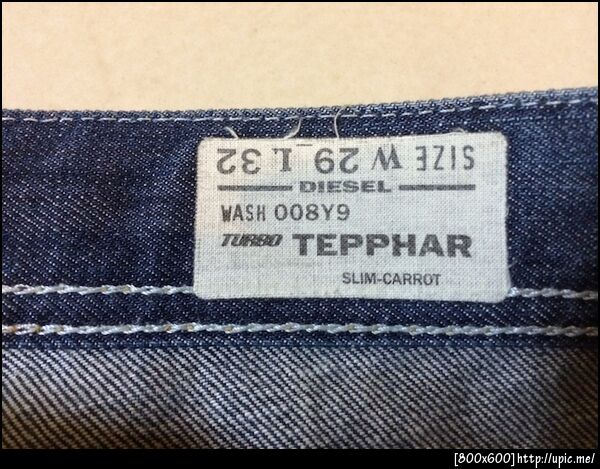 SIZE W 29 L 32
DIESEL
WASH 008Y9
TURBO TEPPHAR
SLIM-CARROT
[800x600]http://upic.me/